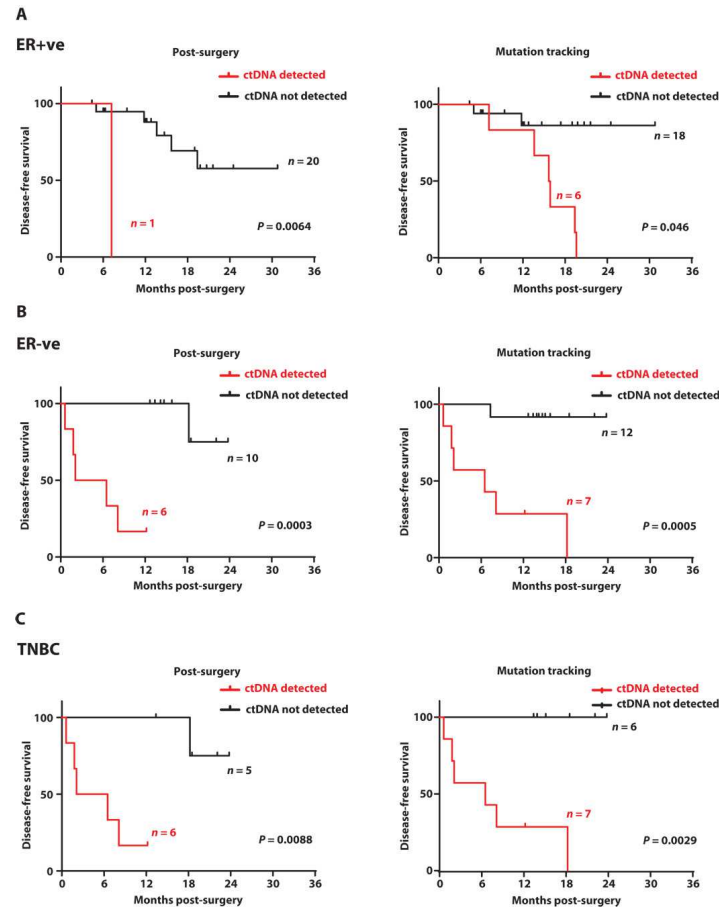 A
ER+ve
Post-surgery
ctDNA detected
ctDNA not detected
Disease-free survival
100
50
0
n = 20
n = 1
P = 0.0064
0 6 12 18 24 30 36
Months post-surgery
Mutation tracking
ctDNA detected
ctDNA not detected
Disease-free survival
100
50
0
n = 18
n = 6
P = 0.046
0 6 12 18 24 30 36
Months post-surgery
B
ER-ve
Post-surgery
ctDNA detected
ctDNA not detected
Disease-free survival
100
50
0
n = 10
n = 6
P = 0.0003
0 6 12 18 24 30 36
Months post-surgery
Mutation tracking
ctDNA detected
ctDNA not detected
Disease-free survival
100
50
0
n = 12
n = 7
P = 0.0005
0 6 12 18 24 30 36
Months post-surgery
C
TNBC
Post-surgery
ctDNA detected
ctDNA not detected
Disease-free survival
100
50
0
n = 5
n = 6
P = 0.0088
0 6 12 18 24 30 36
Months post-surgery
Mutation tracking
ctDNA detected
ctDNA not detected
Disease-free survival
100
50
0
n = 6
n = 7
P = 0.0029
0 6 12 18 24 30 36
Months post-surgery